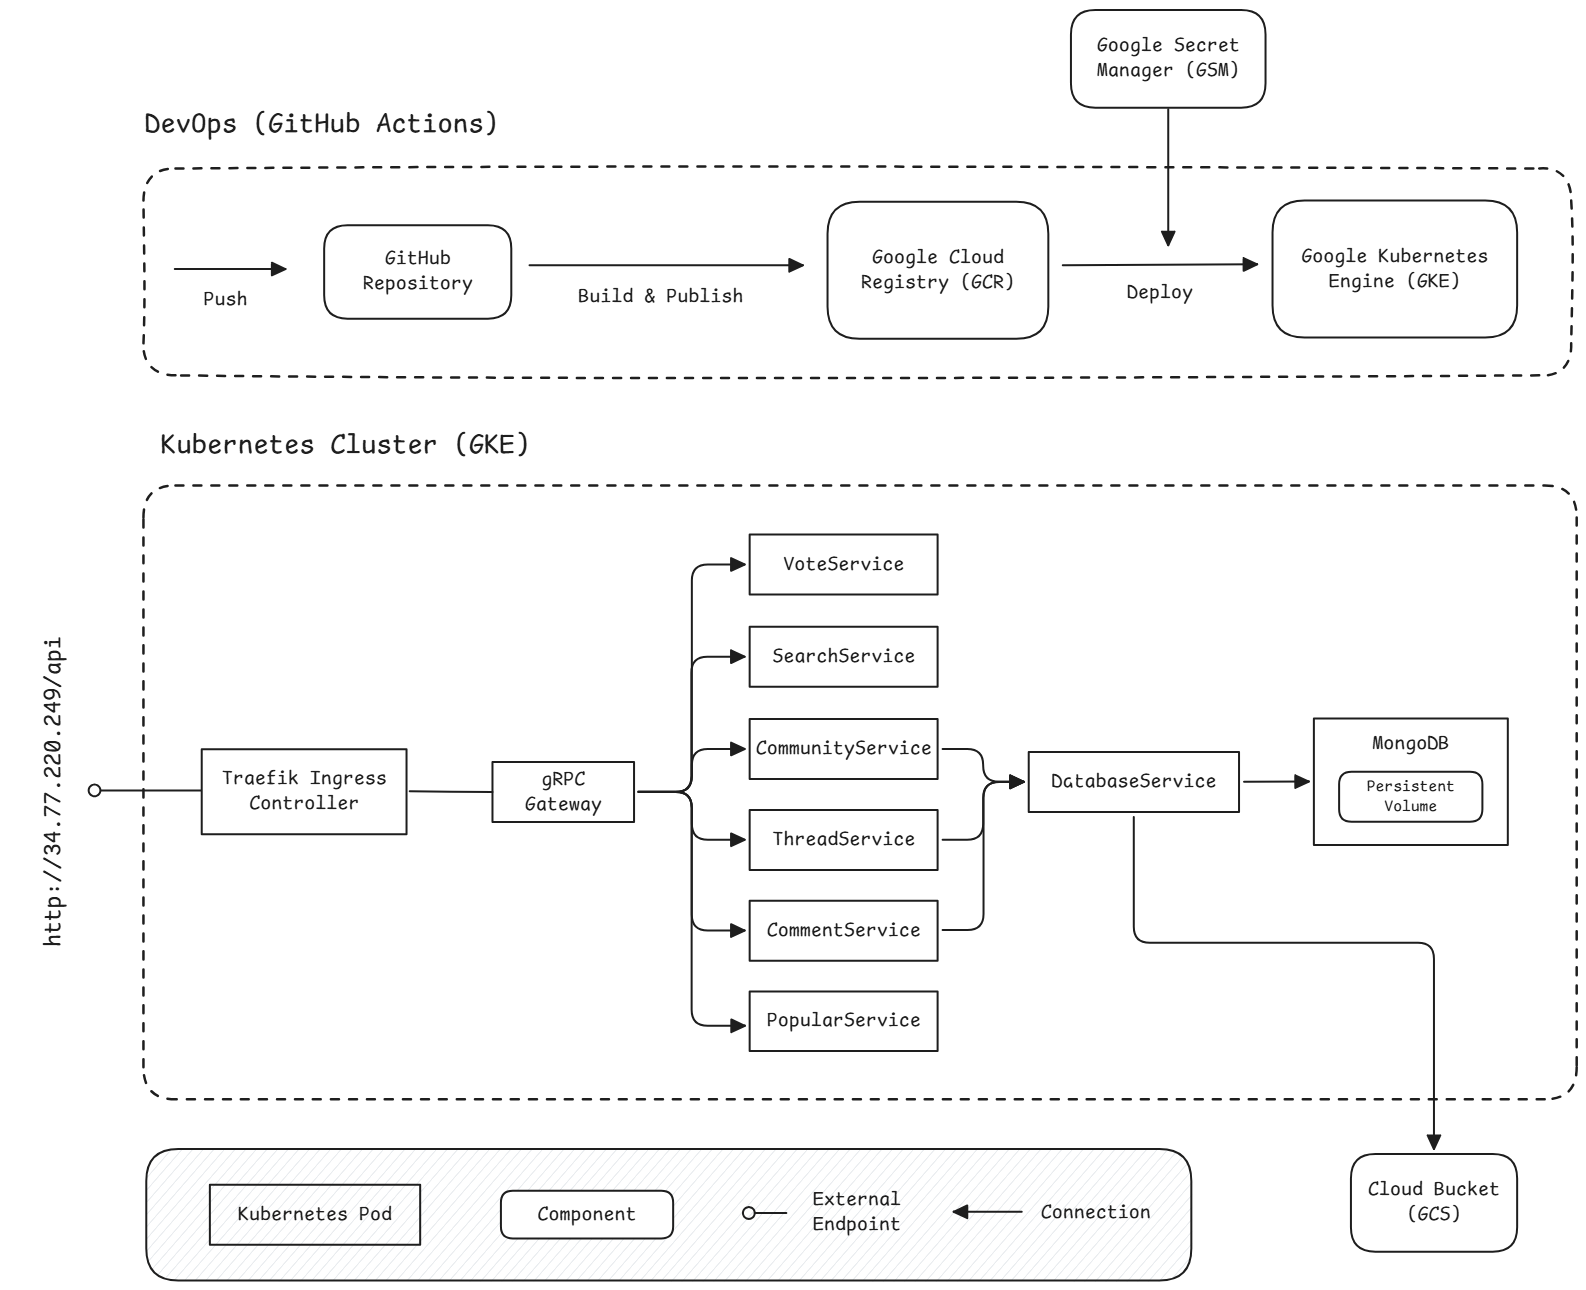 Google Secret
Manager (GSM)
DevOps (GitHub Actions)
Push
GitHub
Repository
Build & Publish
Google Cloud
Registry (GCR)
Deploy
Google Kubernetes
Engine (GKE)
Kubernetes Cluster (GKE)
http://34.77.220.249/api
Traefik Ingress
Controller
gRPC
Gateway
VoteService
SearchService
CommunityService
ThreadService
CommentService
PopularService
DatabaseService
MongoDB
Persistent
Volume
Kubernetes Pod
Component
External
Endpoint
Connection
Cloud Bucket
(GCS)